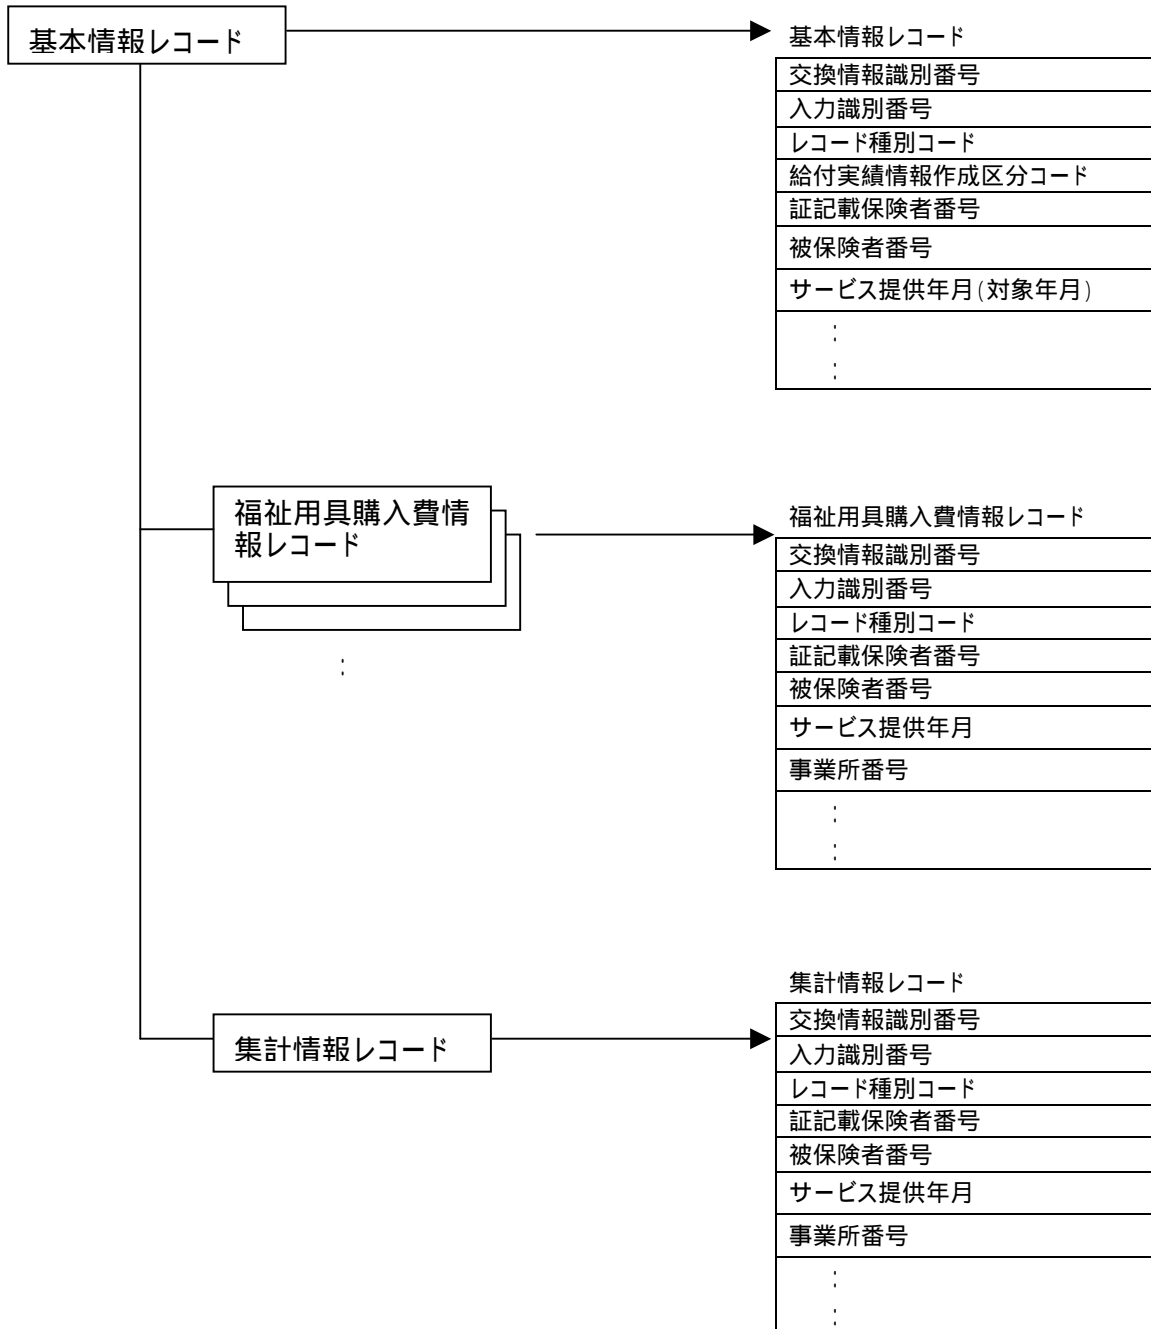 基本情報レコード
基本情報レコード
交換情報識別番号
入力識別番号
レコード種別コード
給付実績情報作成区分コード
証記載保険者番号
被保険者番号
サービス提供年月(対象年月)
:
:
福祉用具購入費情
報レコード
:
福祉用具購入費情報レコード
交換情報識別番号
入力識別番号
レコード種別コード
証記載保険者番号
被保険者番号
サービス提供年月
事業所番号
:
:
集計情報レコード
集計情報レコード
交換情報識別番号
入力識別番号
レコード種別コード
証記載保険者番号
被保険者番号
サービス提供年月
事業所番号
:
: